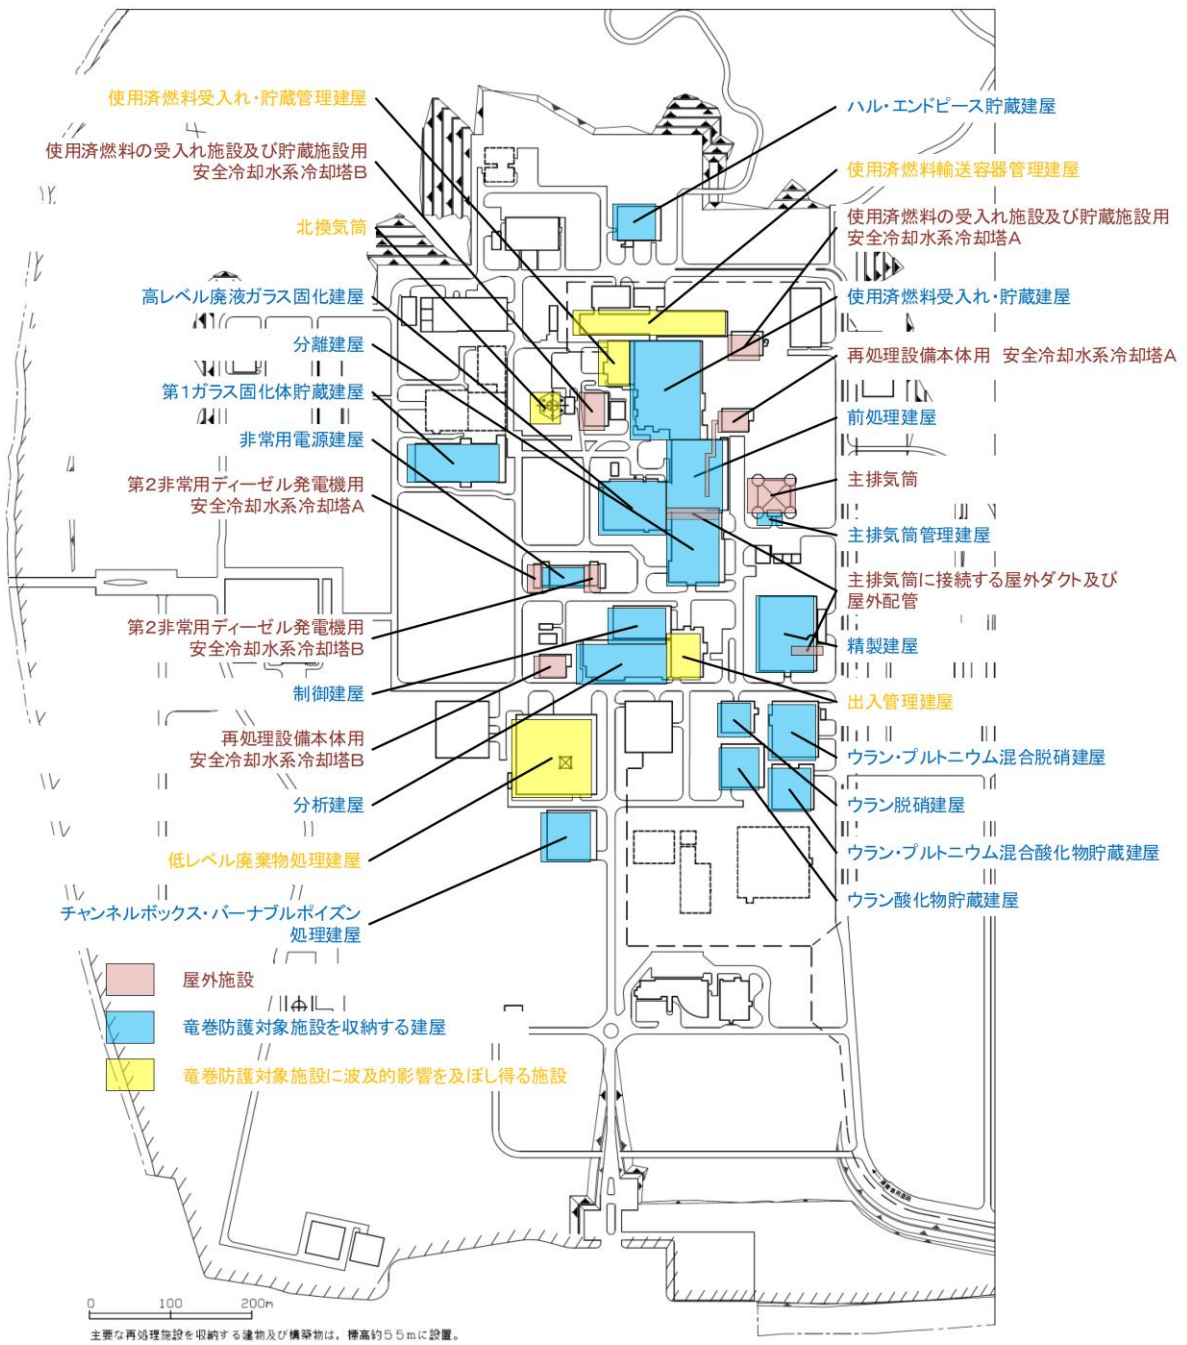 使用済燃料受入れ・貯蔵管理建屋
使用済燃料の受入れ施設及び貯蔵施設用
安全冷却水系冷却塔B
北換気筒
高レベル廃液ガラス固化建屋
分離建屋
第1ガラス固化体貯蔵建屋
非常用電源建屋
第2非常用ディーゼル発電機用
安全冷却水系冷却塔A
第2非常用ディーゼル発電機用
安全冷却水系冷却塔B
制御建屋
再処理設備本体用
安全冷却水系冷却塔B
分析建屋
低レベル廃棄物処理建屋
チャンネルボックス・バーナブルポイズン
処理建屋
ハル・エンドピース貯蔵建屋
使用済燃料輸送容器管理建屋
使用済燃料の受入れ施設及び貯蔵施設用
安全冷却水系冷却塔A
使用済燃料受入れ・貯蔵建屋
再処理設備本体用 安全冷却水系冷却塔A
前処理建屋
主排気筒
主排気筒管理建屋
主排気筒に接続する屋外ダクト及び
屋外配管
精製建屋
出入管理建屋
ウラン・プルトニウム混合脱硝建屋
ウラン脱硝建屋
ウラン・プルトニウム混合酸化物貯蔵建屋
ウラン酸化物貯蔵建屋
屋外施設
竜巻防護対象施設を収納する建屋
竜巻防護対象施設に波及的影響を及ぼし得る施設
0 100 200m
主要な再処理施設を収納する建物及び構築物は，標高約55mに設置。